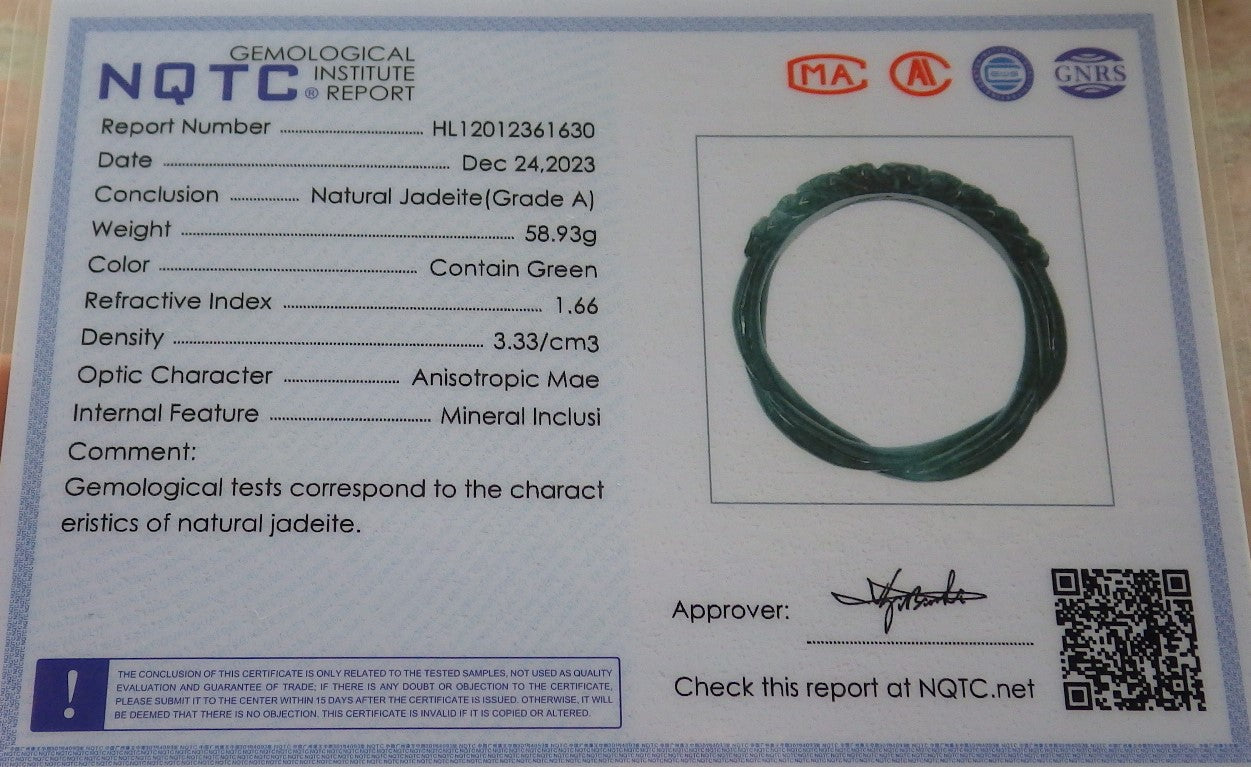 GEMOLOGICAL
NQTC® INSTITUTE
REPORT
Report Number HL12012361630
Date Dec 24,2023
Conclusion Natural Jadeite(Grade A)
Weight 58.93g
Color Contain Green
Refractive Index 1.66
Density 3.33/cm3
Optic Character Anisotropic Mae
Internal Feature Mineral Inclusi
Comment:
Gemological tests correspond to the charact
eristics of natural jadeite.
! THE CONCLUSION OF THIS CERTIFICATE IS ONLY RELATED TO THE TESTED SAMPLES, NOT USED AS QUALITY
EVALUATION AND GUARANTEE OF TRADE; IF THERE IS ANY DOUBT OR OBJECTION TO THE CERTIFICATE,
PLEASE SUBMIT IT TO THE CENTER WITHIN 15 DAYS AFTER THE CERTIFICATE IS ISSUED. OTHERWISE, IT WILL
BE DEEMED THAT THERE IS NO OBJECTION. THIS CERTIFICATE IS INVALID IF IT IS COPIED OR ALTERED.
MA
GNRS
Approver:
Check this report at NQTC.net